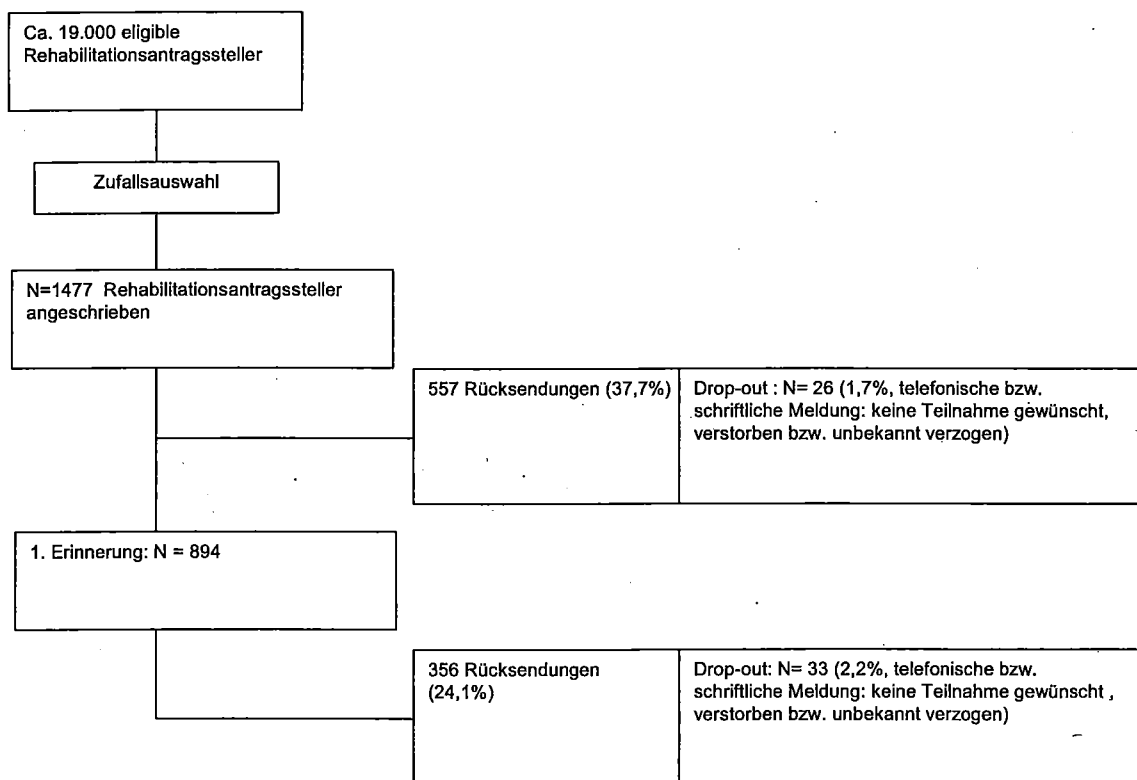 Ca. 19.000 eligible
Rehabilitationsantragssteller
Zufallsauswahl
N=1477 Rehabilitationsantragssteller
angeschrieben
557 Rücksendungen (37,7%)
Drop-out : N= 26 (1,7%, telefonische bzw.
schriftliche Meldung: keine Teilnahme gewünscht,
verstorben bzw. unbekannt verzogen)
1. Erinnerung: N = 894
356 Rücksendungen
(24,1%)
Drop-out: N= 33 (2,2%, telefonische bzw.
schriftliche Meldung: keine Teilnahme gewünscht ,
verstorben bzw. unbekannt verzogen)